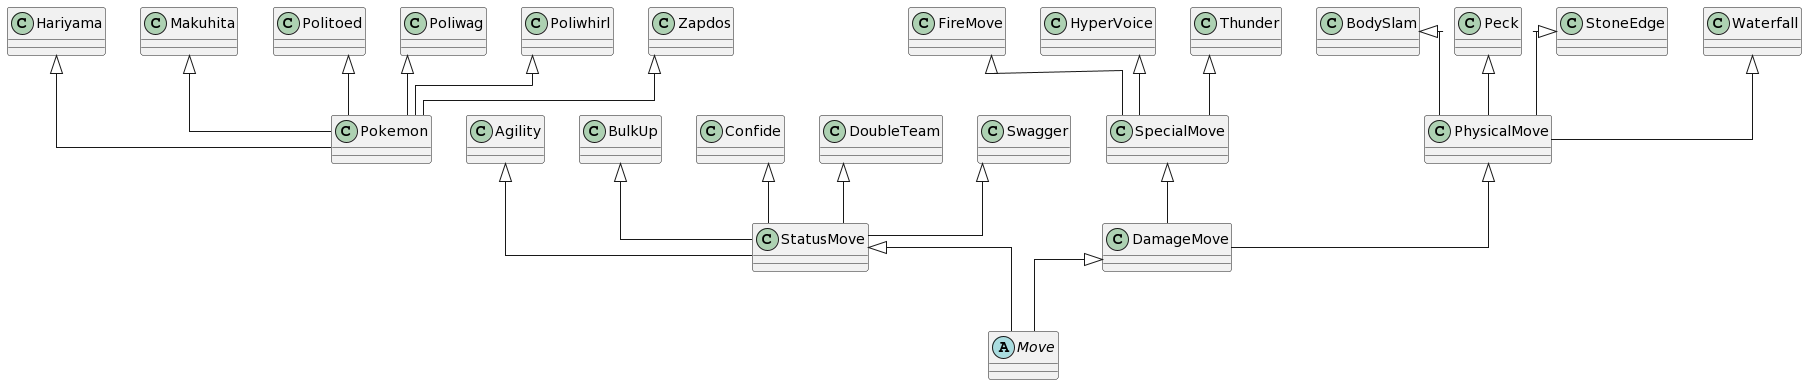 C Hariyama
C Makuhita
C Politoed
C Poliwag
C Poliwhirl
C Zapdos
C FireMove
C HyperVoice
C Thunder
C BodySlam
C Peck
C StoneEdge
C Waterfall
C Pokemon
C Agility
C BulkUp
C Confide
C DoubleTeam
C Swagger
C SpecialMove
C PhysicalMove
C StatusMove
C DamageMove
A Move